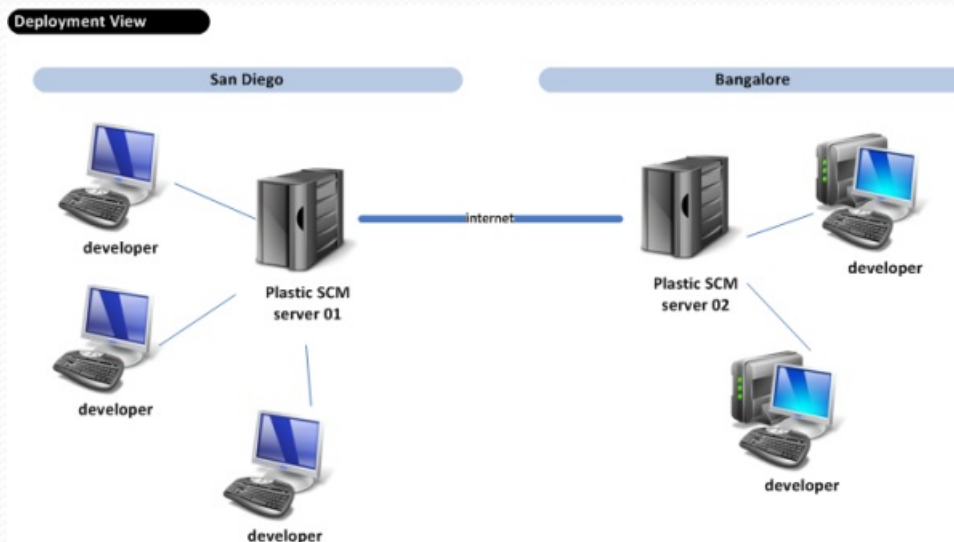 Deployment View
San Diego
Bangalore
developer
Plastic SCM
server 01
internet
Plastic SCM
server 02
developer
developer
developer
developer